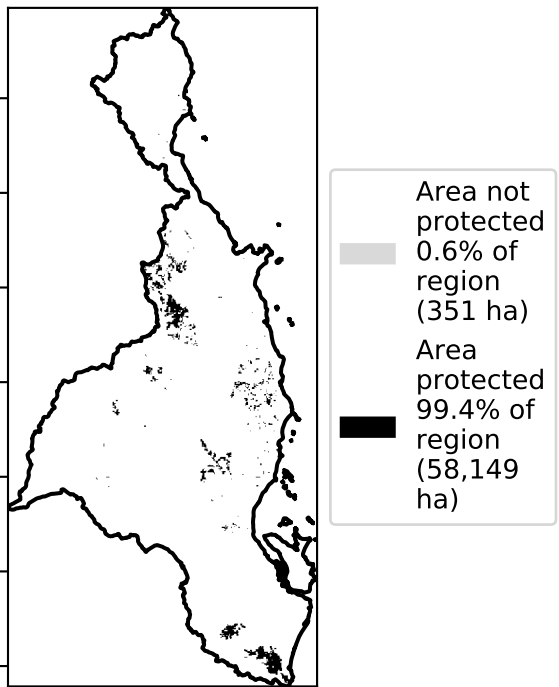 Area not
protected
0.6% of
region
(351 ha)
Area
protected
99.4% of
region
(58,149
ha)